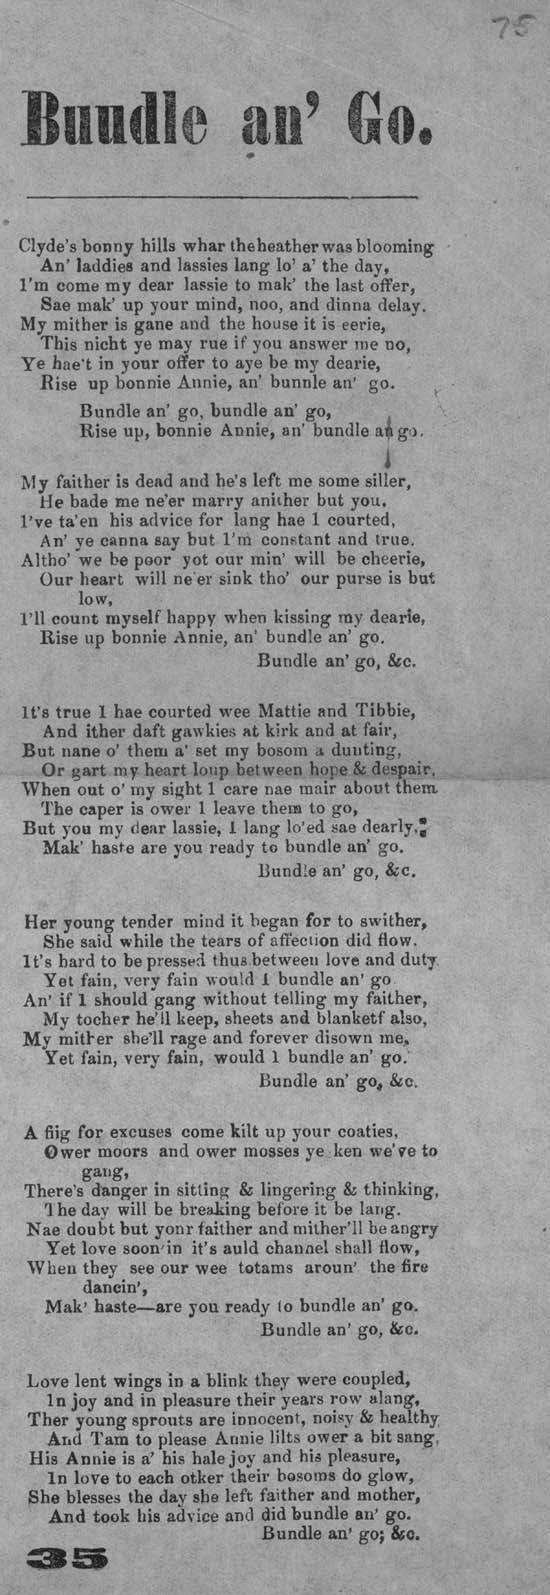 75
Buudle an' Go.
Clyde's bonny hills whar theheather was blooming
An' laddies and lassies lang lo' a' the day,
I'm come my dear lassie to mak' the last offer,
Sae mak' up your mind, noo, and dinna delay.
My mither is gane and the house it is eerie,
This nicht ye may rue if you answer me no,
Ye hae't in your offer to aye be my dearie,
Rise up bonnie Annie, an' bunnle an' go.
Bundle an' go, bundle an' go,
Rise up, bonnie Annie, an' bundle an go.
My faither is dead and he's left me some siller,
He bade me ne'er marry anither but you,
I've ta'en his advice for lang hae 1 courted,
An' ye canna say but I'm constant and true.
Altho' we be poor yot our min' will be cheerie,
Our heart will ne'er sink tho' our purse is but
low,
I'll count myself happy when kissing my dearie,
Rise up bonnie Annie, an' bundle an' go.
Bundle an' go, &c.
It's true 1 hae courted wee Mattie and Tibbie,
And ither daft gawkies at kirk and at fair,
But nane o' them a' set my bosom a dunting,
Or gart my heart loup between hope & despair,
When out o' my sight 1 care nae mair about them
The caper is ower 1 leave them to go,
But you my dear lassie, I lang lo'ed sae dearly,
Mak' haste are you ready to bundle an' go.
Bundle an' go, &c.
Her young tender mind it began for to swither,
She said while the tears of affection did flow.
It's hard to be pressed thus between love and duty
Yet fain, very fain would I bundle an' go
An' if 1 should gang without telling my faither,
My tocher he'll keep, sheets and blanketf also,
My mither she'll rage and forever disown me,
Yet fain, very fain, would 1 bundle an' go.
Bundle an' go, &c.
A fiig for excuses come kilt up your coaties,
Ower moors and ower mosses ye ken we've to
gang,
There's danger in sitting & lingering & thinking,
The day will be breaking before it be lang.
Nae doubt but yonr faither and mither'll be angry
Yet love soon in it's auld channel shall flow,
When they see our wee totams aroun' the fire
dancin',
Mak' haste—are you ready to bundle an' go.
Bundle an' go, &c.
Love lent wings in a blink they were coupled,
In joy and in pleasure their years row alang,
Ther young sprouts are innocent, noisy & healthy
And Tam to please Annie lilts ower a bit sang,
His Annie is a' his hale joy and his pleasure,
In love to each otker their bosoms do glow,
She blesses the day she left faither and mother,
And took his advice and did bundle an' go.
Bundle an' go; &c.
35